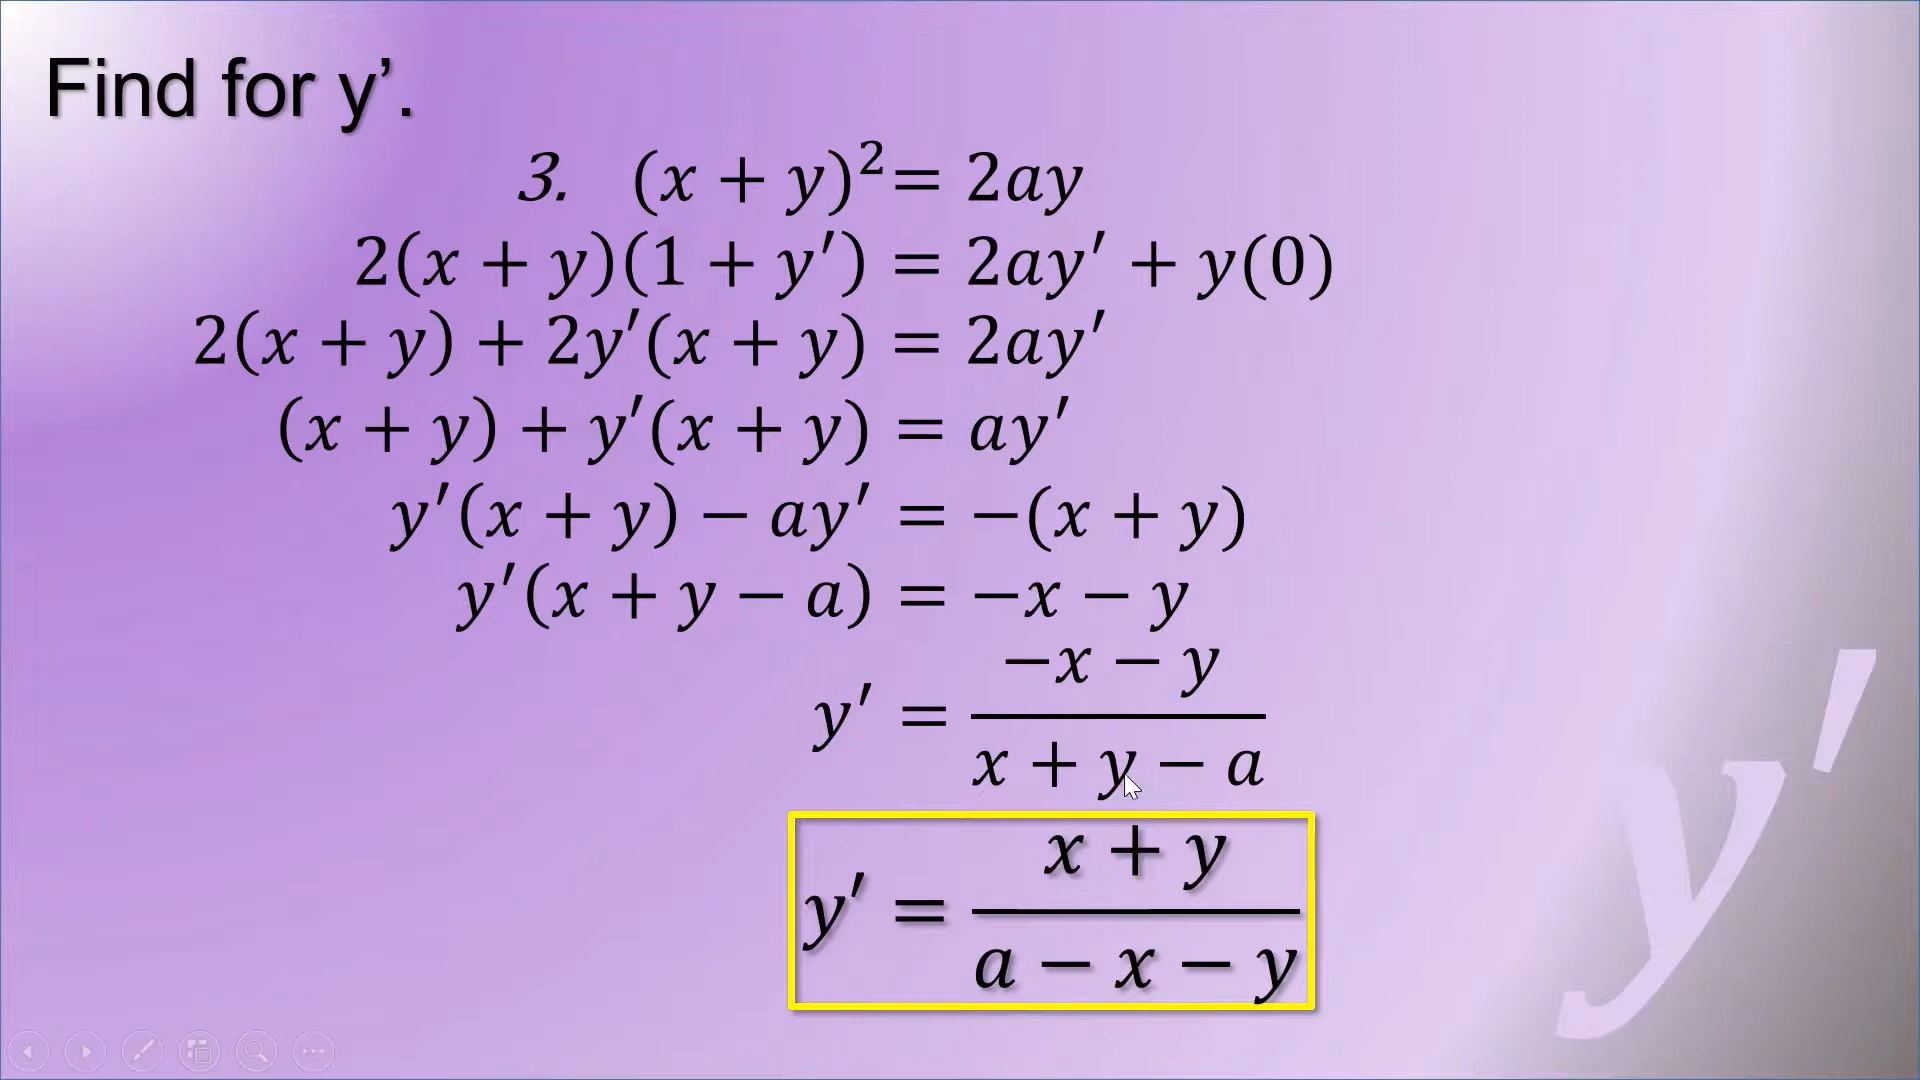 Find for y’.
3. (x + y)²= 2ay
2(x + y)(1 + y′) = 2ay′ + y(0)
2(x + y) + 2y′(x + y) = 2ay′
(x + y) + y′(x + y) = ay′
y′(x + y) − ay′ = −(x + y)
y′(x + y − a) = −x − y
y′ = (−x − y)/(x + y − a)
y′ = (x + y)/(a − x − y)
y′